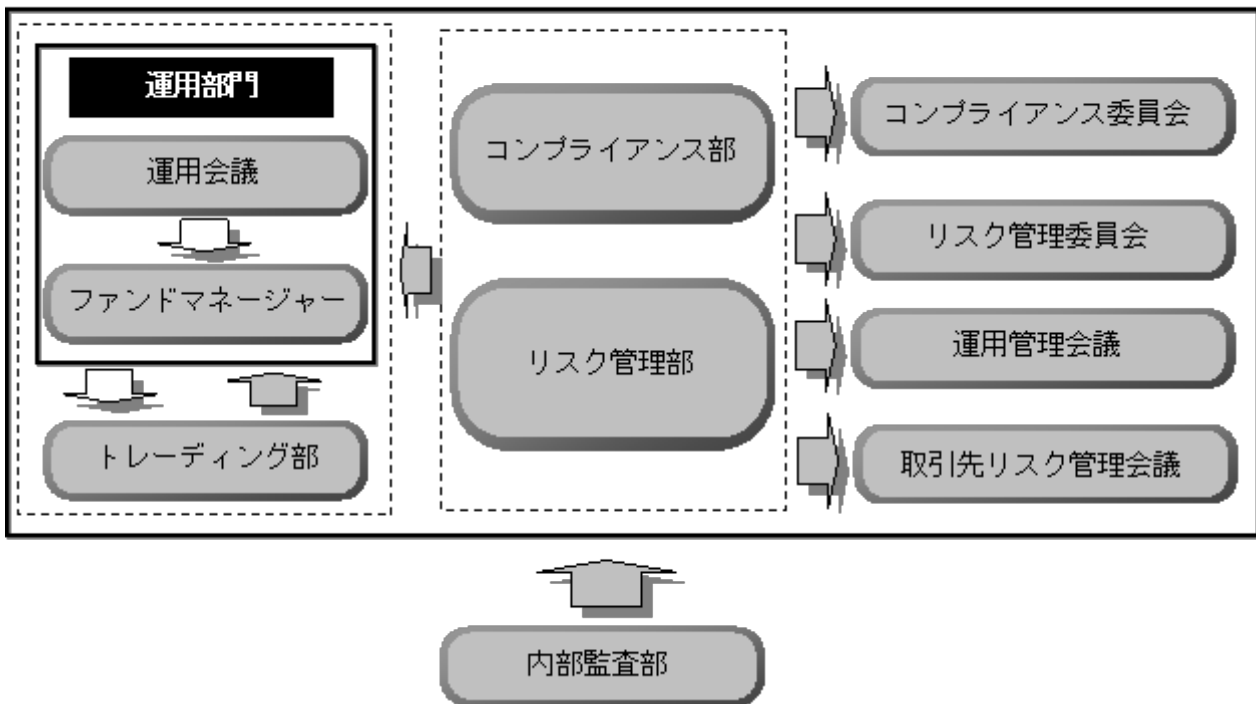 運用部門
運用会議
ファンドマネージャー
トレーディング部
コンプライアンス部
リスク管理部
コンプライアンス委員会
リスク管理委員会
運用管理会議
取引先リスク管理会議
内部監査部